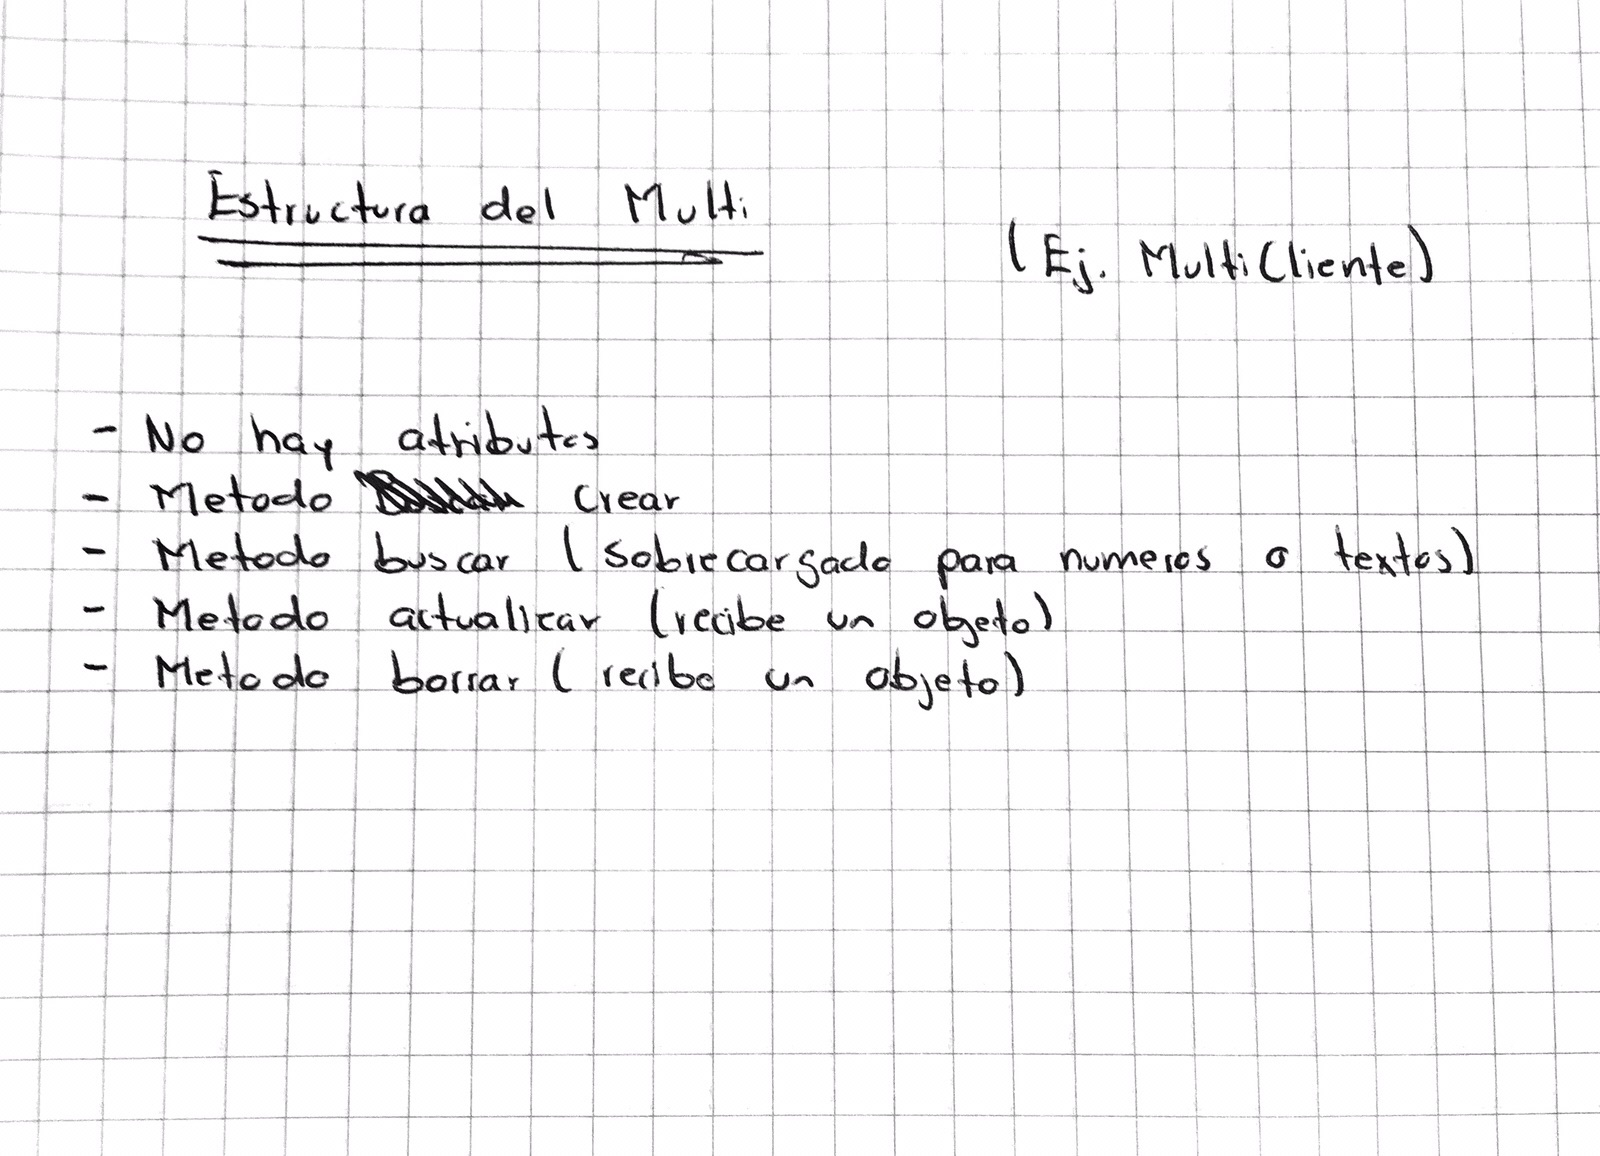 Estructura del Multi
(Ej. MultiCliente)
- No hay atributos
- Metodo crear
- Metodo buscar (sobrecargado para numeros o textos)
- Metodo actualizar (recibe un objeto)
- Metodo borrar (recibe un objeto)